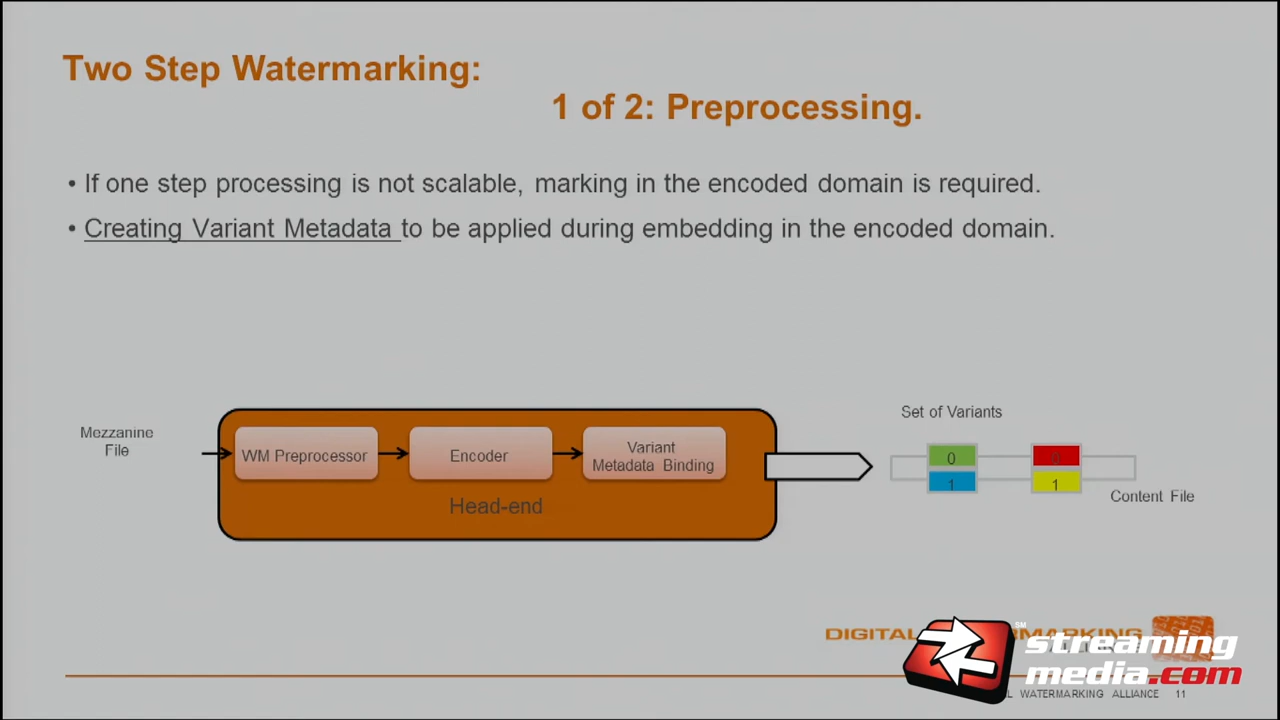 Two Step Watermarking:
1 of 2: Preprocessing.
• If one step processing is not scalable, marking in the encoded domain is required.
• Creating Variant Metadata to be applied during embedding in the encoded domain.
Mezzanine
File
WM Preprocessor
Encoder
Variant
Metadata Binding
Head-end
Set of Variants
0
1
0
1
Content File
DIGITAL
streaming
media.com
SM
WATERMARKING ALLIANCE 11